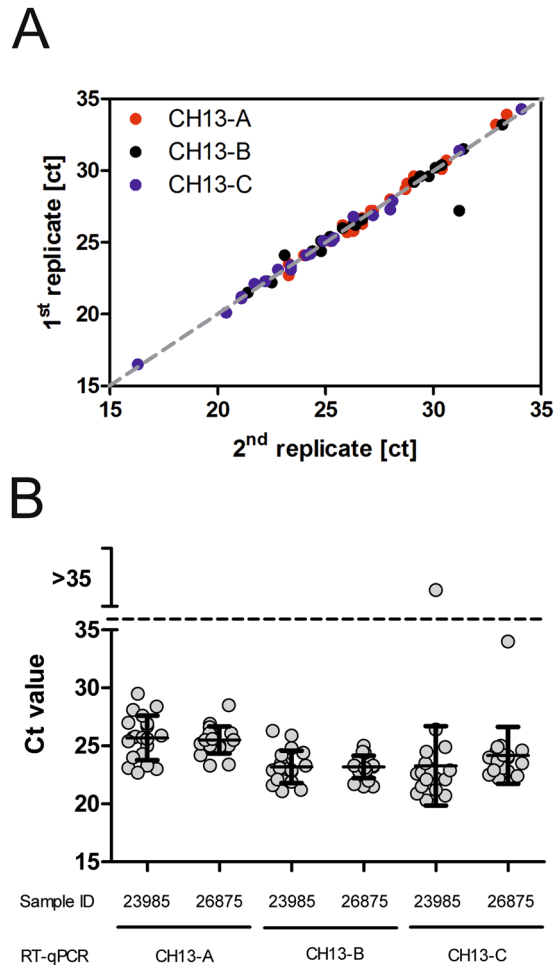 A
35
30
25
20
15
1st replicate [ct]
CH13-A
CH13-B
CH13-C
15 20 25 30 35
2nd replicate [ct]
B
>35
35
30
25
20
15
Ct value
Sample ID 23985 26875 23985 26875 23985 26875
RT-qPCR CH13-A CH13-B CH13-C